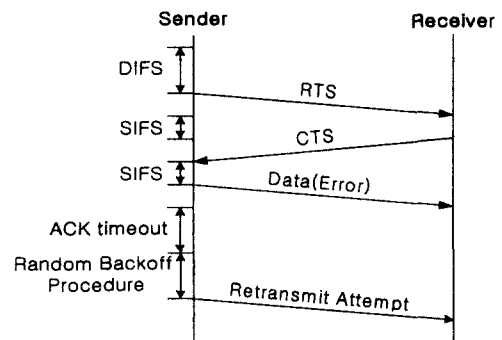 Sender
Receiver
DIFS
RTS
SIFS
CTS
SIFS
Data(Error)
ACK timeout
Random Backoff
Procedure
Retransmit Attempt